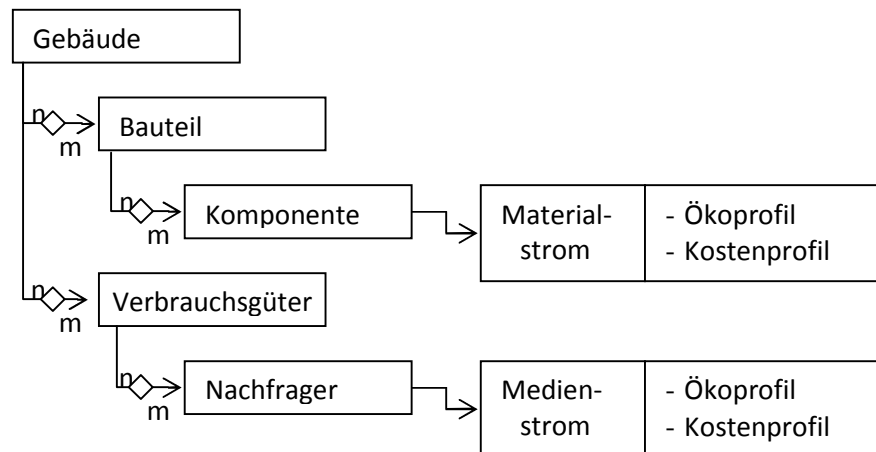 Gebäude
n
m
Bauteil
n
m
Komponente
Material-
strom
- Ökoprofil
- Kostenprofil
n
m
Verbrauchsgüter
n
m
Nachfrager
Medien-
strom
- Ökoprofil
- Kostenprofil